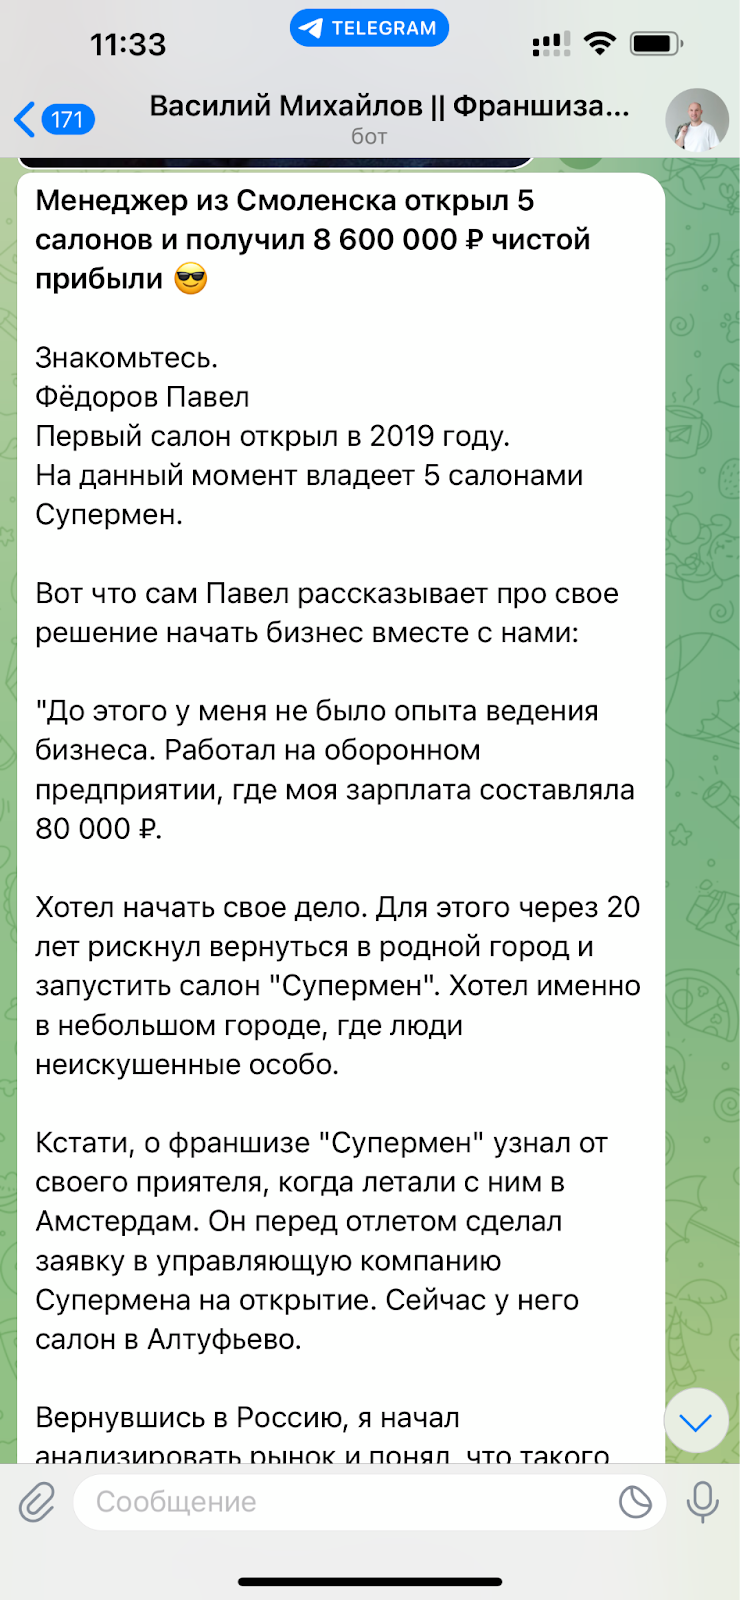 11:33
TELEGRAM
171
Василий Михайлов || Франшиза...
бот
Менеджер из Смоленска открыл 5
салонов и получил 8 600 000 ₽ чистой
прибыли 😎
Знакомьтесь.
Фёдоров Павел
Первый салон открыл в 2019 году.
На данный момент владеет 5 салонами
Супермен.
Вот что сам Павел рассказывает про свое
решение начать бизнес вместе с нами:
"До этого у меня не было опыта ведения
бизнеса. Работал на оборонном
предприятии, где моя зарплата составляла
80 000 ₽.
Хотел начать свое дело. Для этого через 20
лет рискнул вернуться в родной город и
запустить салон "Супермен". Хотел именно
в небольшом городе, где люди
неискушенные особо.
Кстати, о франшизе "Супермен" узнал от
своего приятеля, когда летали с ним в
Амстердам. Он перед отлетом сделал
заявку в управляющую компанию
Супермена на открытие. Сейчас у него
салон в Алтуфьево.
Вернувшись в Россию, я начал
анализировать рынок и понял, что такого
Сообщение